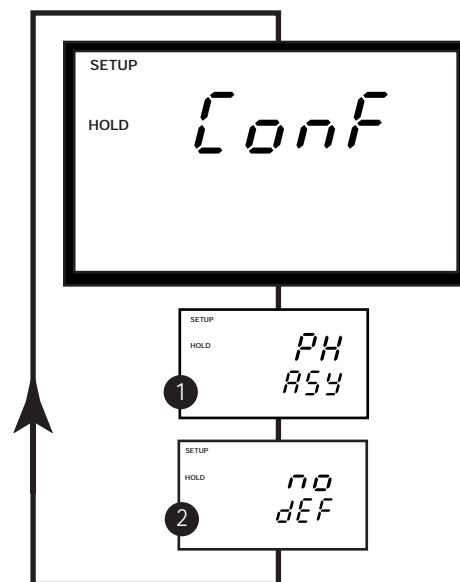 SETUP
HOLD
ConF
SETUP
HOLD
PH
ASY
1
SETUP
HOLD
no
dEF
2